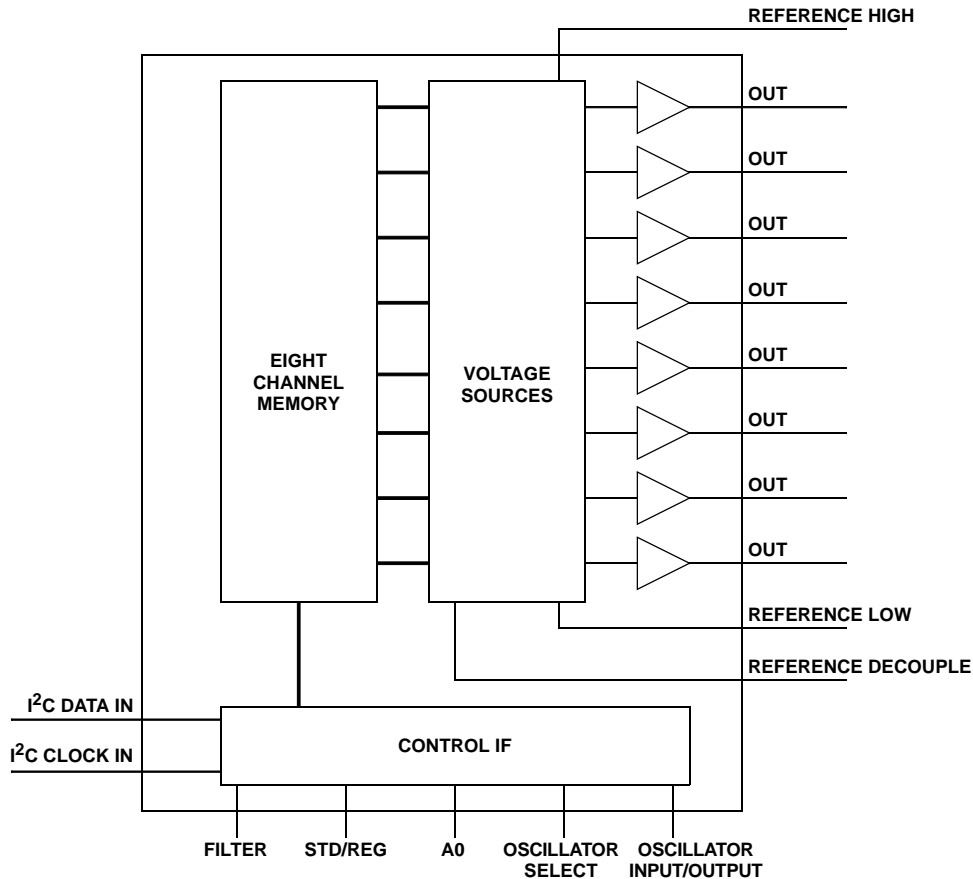 REFERENCE HIGH
OUT
OUT
OUT
OUT
OUT
OUT
OUT
OUT
EIGHT
CHANNEL
MEMORY
VOLTAGE
SOURCES
REFERENCE LOW
REFERENCE DECOUPLE
I²C DATA IN
I²C CLOCK IN
CONTROL IF
FILTER
STD/REG
A0
OSCILLATOR
SELECT
OSCILLATOR
INPUT/OUTPUT